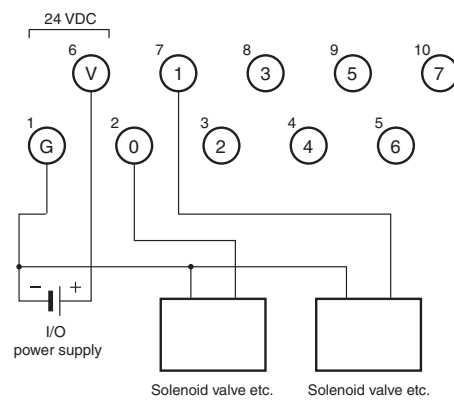 24 VDC
6 7 8 9 10
V 1 3 5 7
1 2 3 4 5
G 0 2 4 6
− +
I/O
power supply
Solenoid valve etc. Solenoid valve etc.